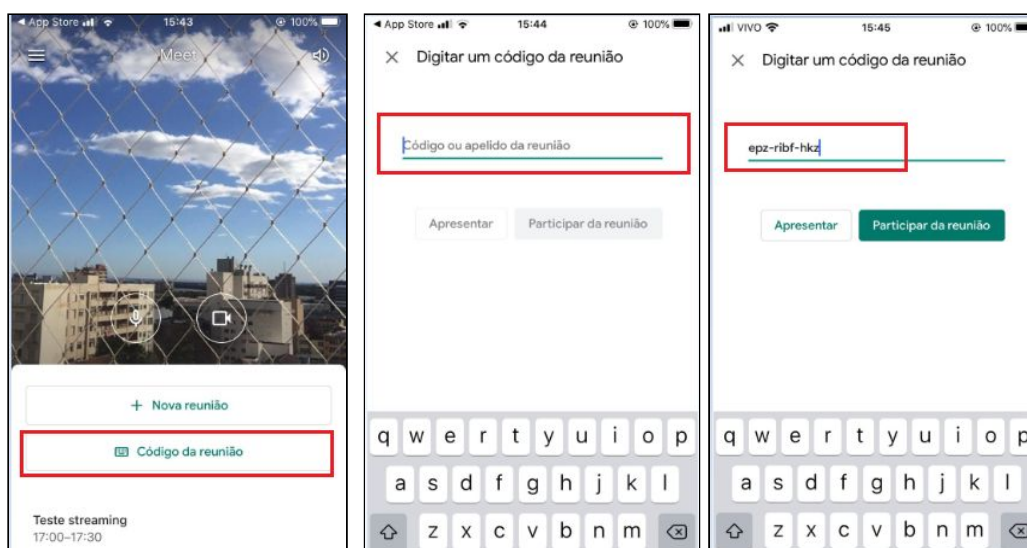 App Store 15:43 100%
Meet
+ Nova reunião
Código da reunião
Teste streaming
17:00–17:30
App Store 15:44 100%
× Digitar um código da reunião
Código ou apelido da reunião
Apresentar Participar da reunião
q w e r t y u i o p
a s d f g h j k l
z x c v b n m
VIVO 15:45 100%
× Digitar um código da reunião
epz-ribf-hkz
Apresentar Participar da reunião
q w e r t y u i o p
a s d f g h j k l
z x c v b n m